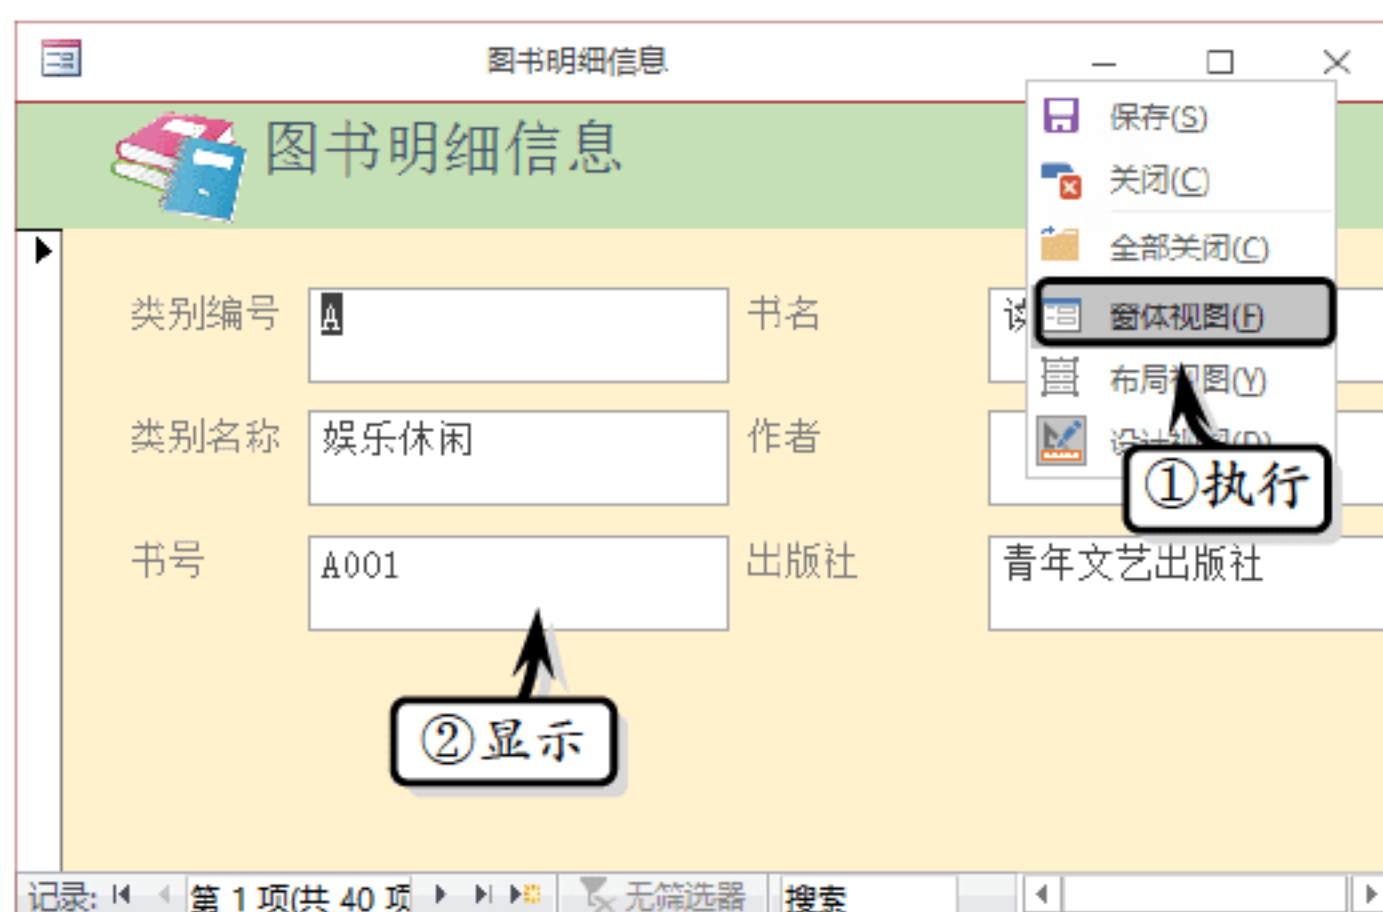 图书明细信息
图书明细信息
保存(S)
关闭(C)
全部关闭(C)
窗体视图(F)
布局视图(Y)
设计视图(D)
①执行
类别编号 A 书名
类别名称 娱乐休闲 作者
书号 A001 出版社 青年文艺出版社
②显示
记录: 第 1 项(共 40 项 无筛选器 搜索